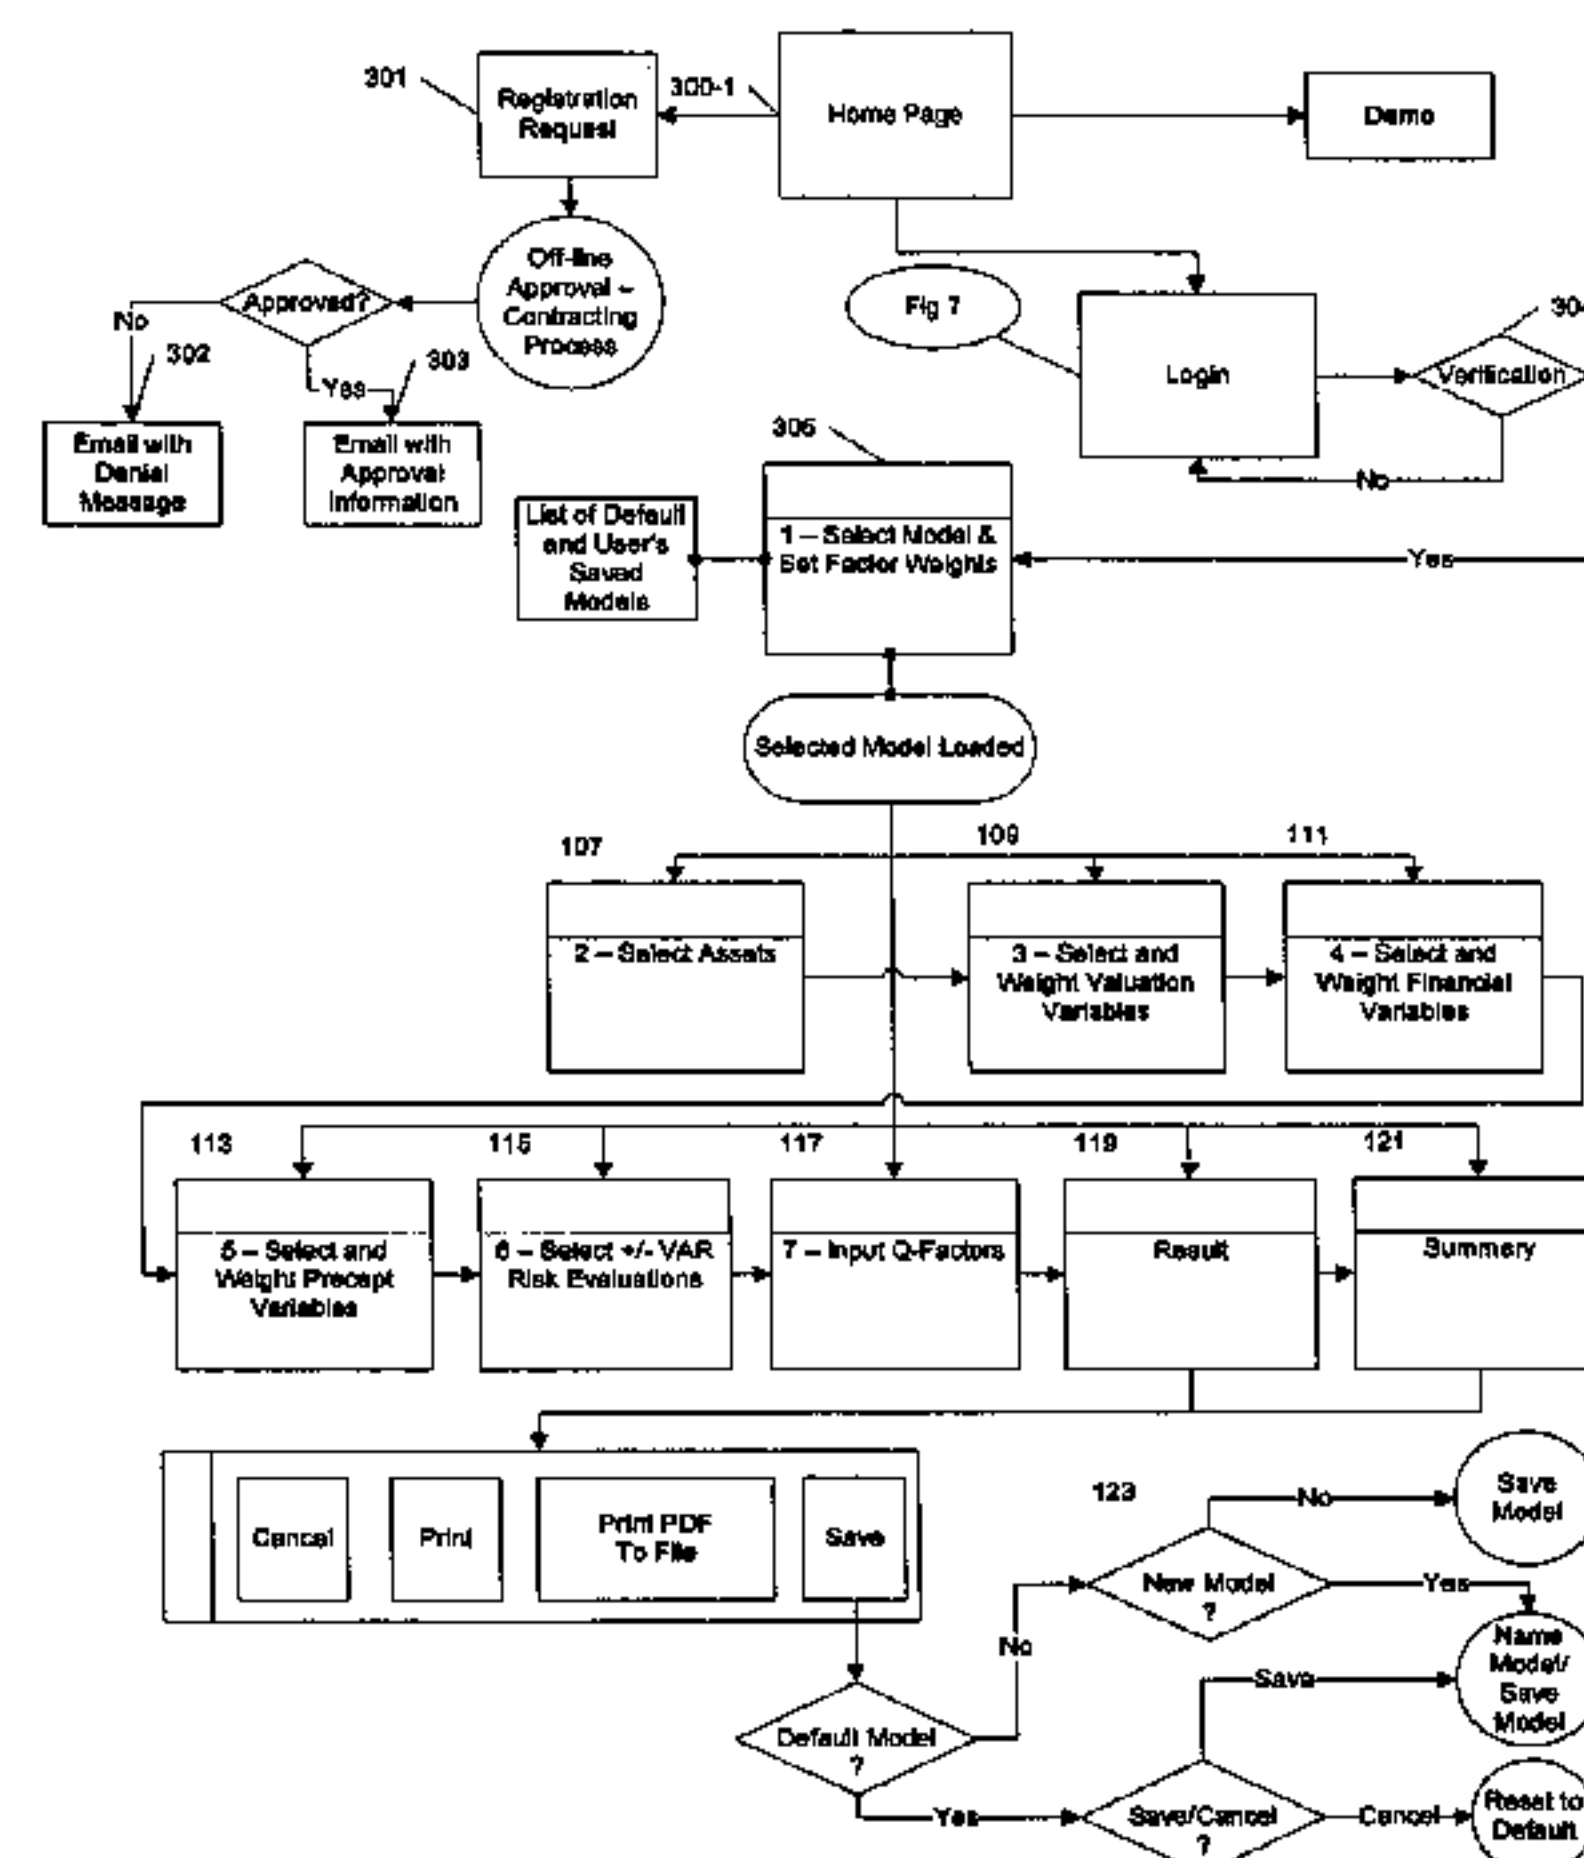 301
Registration
Request
300-1
Home Page
Demo
Off-line
Approval –
Contracting
Process
Approved?
No
302
Yes
303
Email with
Denial
Message
Email with
Approval
Information
Fig 7
Login
304
Verification
No
Yes
305
List of Default
and User's
Saved
Models
1 – Select Model &
Set Factor Weights
Selected Model Loaded
107
109
111
2 – Select Assets
3 – Select and
Weight Valuation
Variables
4 – Select and
Weight Financial
Variables
113
115
117
119
121
5 – Select and
Weight Precept
Variables
6 – Select +/- VAR
Risk Evaluations
7 – Input Q-Factors
Result
Summary
Cancel
Print
Print PDF
To File
Save
123
No
Save
Model
New Model
?
Yes
Name
Model/
Save
Model
No
Save
Default Model
?
Yes
Save/Cancel
?
Cancel
Reset to
Default